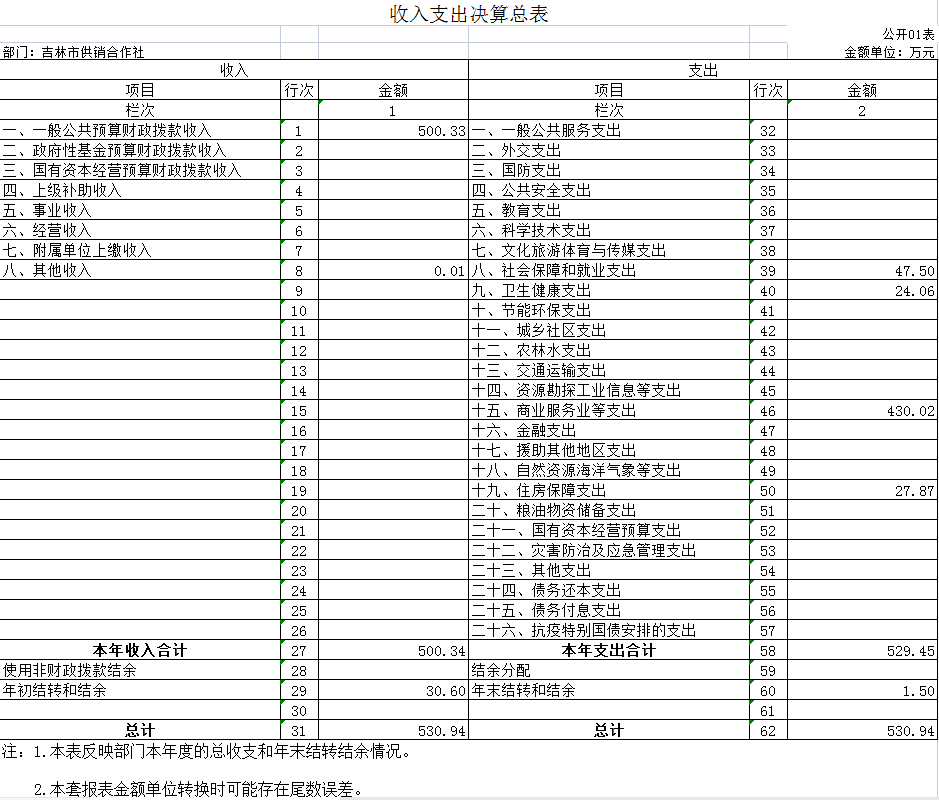 收入支出决算总表
公开01表
部门：吉林市供销合作社 金额单位：万元
收入 支出
项目 行次 金额 项目 行次 金额
栏次 1 栏次 2
一、一般公共预算财政拨款收入 1 500.33 一、一般公共服务支出 32
二、政府性基金预算财政拨款收入 2 二、外交支出 33
三、国有资本经营预算财政拨款收入 3 三、国防支出 34
四、上级补助收入 4 四、公共安全支出 35
五、事业收入 5 五、教育支出 36
六、经营收入 6 六、科学技术支出 37
七、附属单位上缴收入 7 七、文化旅游体育与传媒支出 38
八、其他收入 8 0.01 八、社会保障和就业支出 39 47.50
9 九、卫生健康支出 40 24.06
10 十、节能环保支出 41
11 十一、城乡社区支出 42
12 十二、农林水支出 43
13 十三、交通运输支出 44
14 十四、资源勘探工业信息等支出 45
15 十五、商业服务业等支出 46 430.02
16 十六、金融支出 47
17 十七、援助其他地区支出 48
18 十八、自然资源海洋气象等支出 49
19 十九、住房保障支出 50 27.87
20 二十、粮油物资储备支出 51
21 二十一、国有资本经营预算支出 52
22 二十二、灾害防治及应急管理支出 53
23 二十三、其他支出 54
24 二十四、债务还本支出 55
25 二十五、债务付息支出 56
26 二十六、抗疫特别国债安排的支出 57
本年收入合计 27 500.34 本年支出合计 58 529.45
使用非财政拨款结余 28 结余分配 59
年初结转和结余 29 30.60 年末结转和结余 60 1.50
30 61
总计 31 530.94 总计 62 530.94
注：1.本表反映部门本年度的总收支和年末结转结余情况。
2.本套报表金额单位转换时可能存在尾数误差。